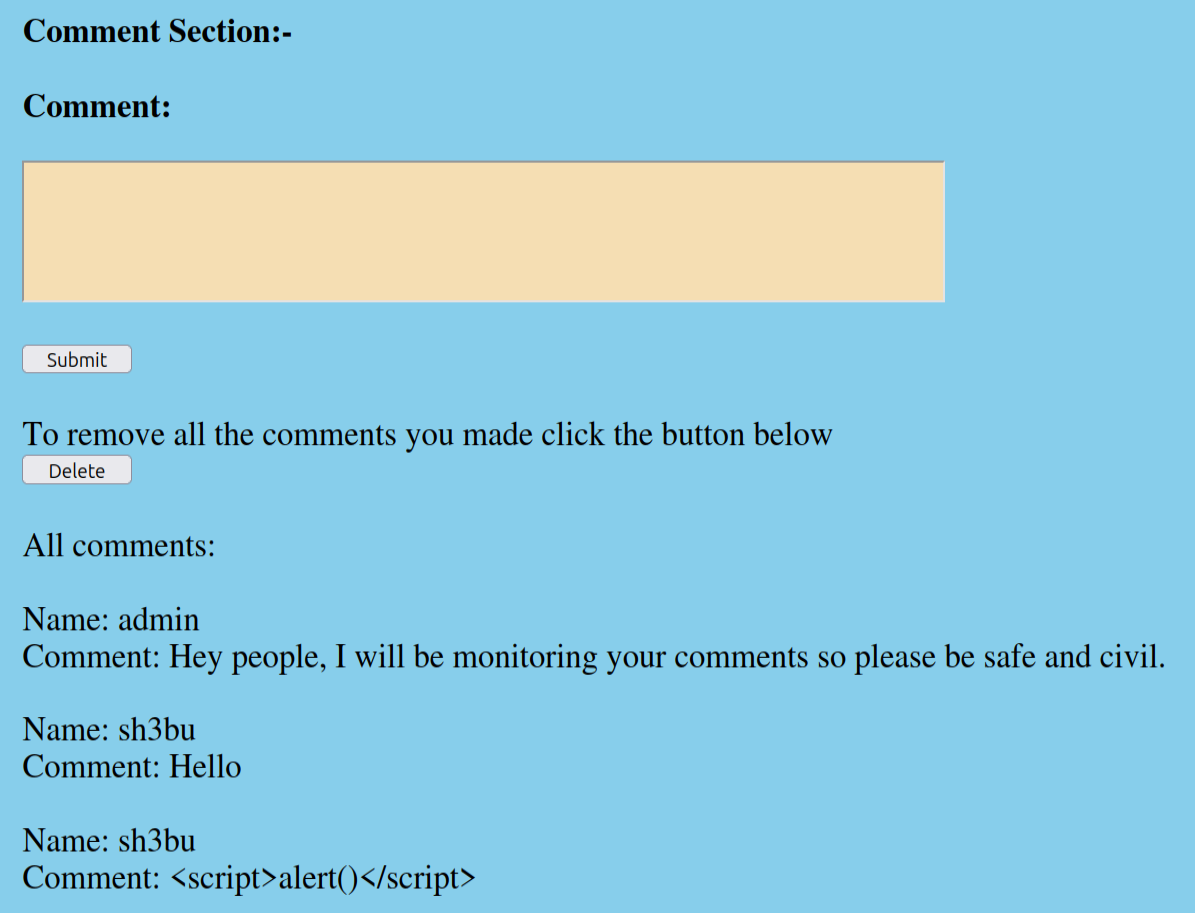 Comment Section:-
Comment:
Submit
To remove all the comments you made click the button below
Delete
All comments:
Name: admin
Comment: Hey people, I will be monitoring your comments so please be safe and civil.
Name: sh3bu
Comment: Hello
Name: sh3bu
Comment: <script>alert()</script>